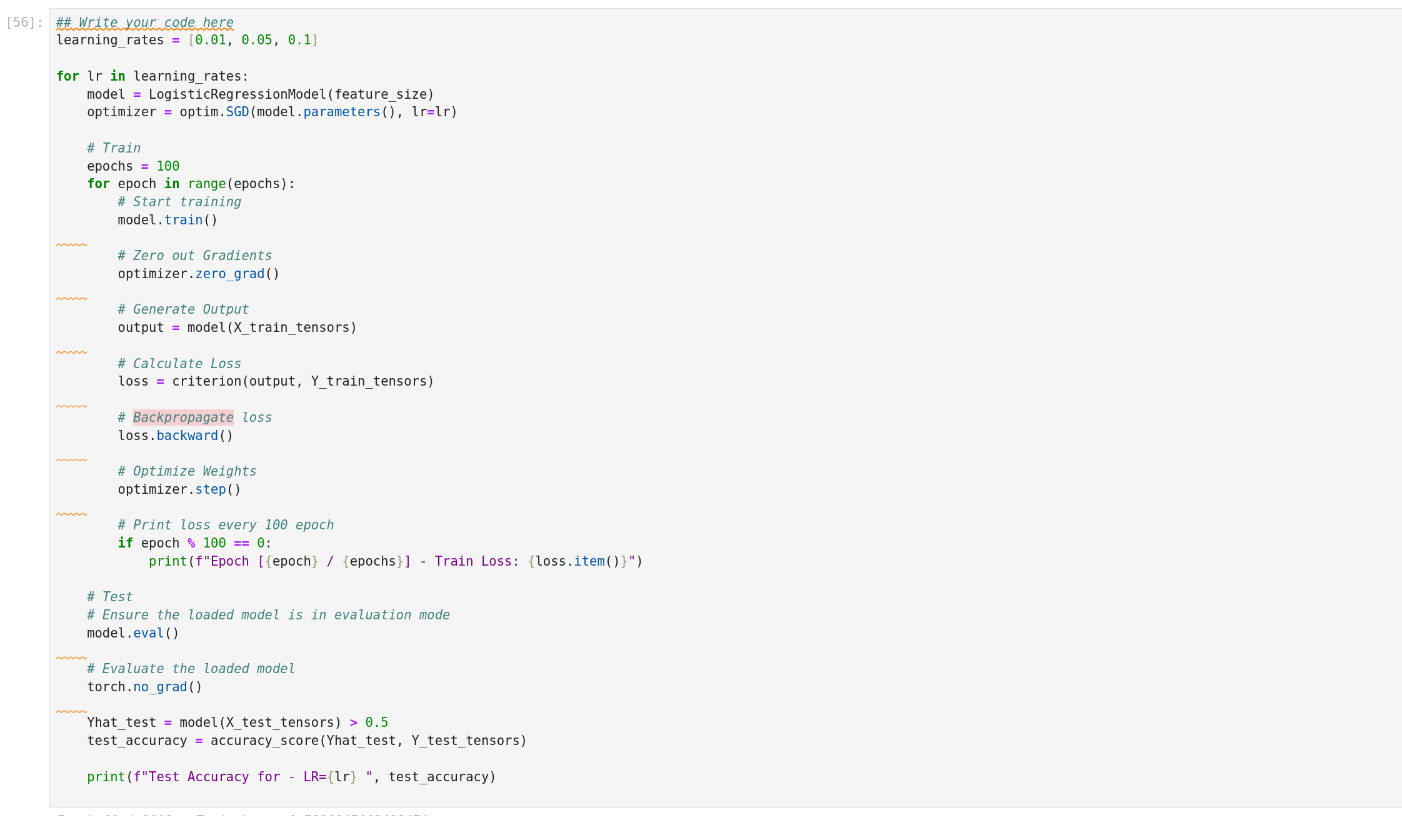 [56]:
## Write your code here
learning_rates = [0.01, 0.05, 0.1]
for lr in learning_rates:
model = LogisticRegressionModel(feature_size)
optimizer = optim.SGD(model.parameters(), lr=lr)
# Train
epochs = 100
for epoch in range(epochs):
# Start training
model.train()
# Zero out Gradients
optimizer.zero_grad()
# Generate Output
output = model(X_train_tensors)
# Calculate Loss
loss = criterion(output, Y_train_tensors)
# Backpropagate loss
loss.backward()
# Optimize Weights
optimizer.step()
# Print loss every 100 epoch
if epoch % 100 == 0:
print(f"Epoch [{epoch} / {epochs}] - Train Loss: {loss.item()}")
# Test
# Ensure the loaded model is in evaluation mode
model.eval()
# Evaluate the loaded model
torch.no_grad()
Yhat_test = model(X_test_tensors) > 0.5
test_accuracy = accuracy_score(Yhat_test, Y_test_tensors)
print(f"Test Accuracy for - LR={lr} ", test_accuracy)